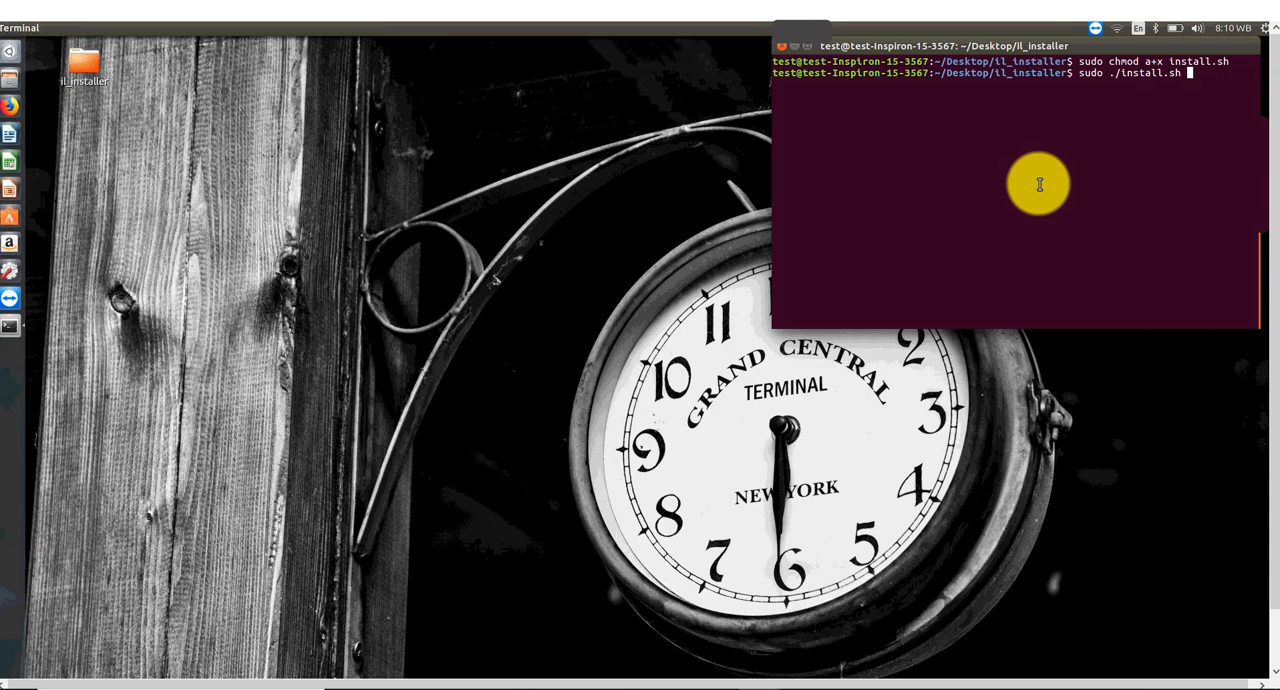 Terminal
En
8:10 WB
il_installer
test@test-Inspiron-15-3567: ~/Desktop/il_installer
test@test-Inspiron-15-3567:~/Desktop/il_installer$ sudo chmod a+x install.sh
test@test-Inspiron-15-3567:~/Desktop/il_installer$ sudo ./install.sh
11
10
9
8
7
6
5
4
3
2
GRAND CENTRAL
TERMINAL
NEW YORK